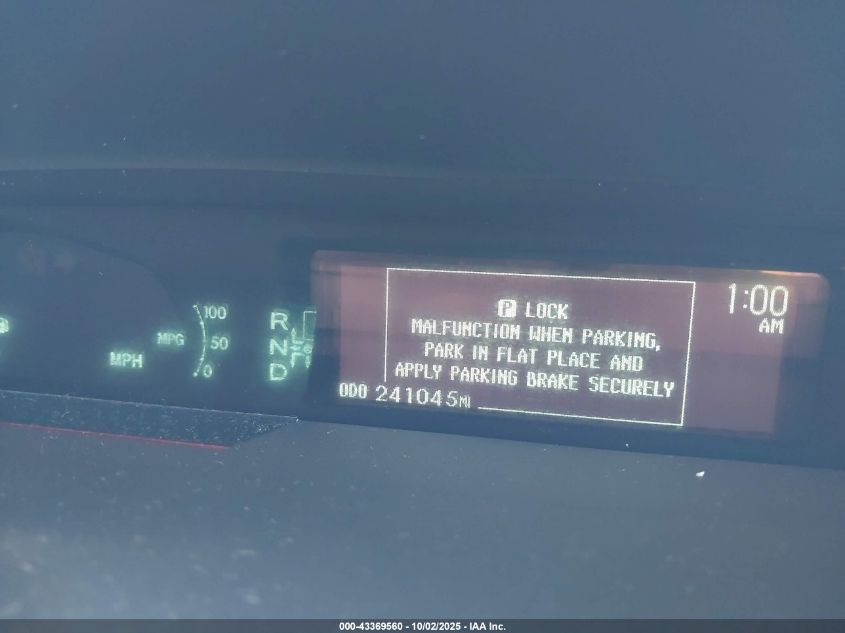 100
MPG
50
MPH
0
R
N
D
P LOCK
MALFUNCTION WHEN PARKING,
PARK IN FLAT PLACE AND
APPLY PARKING BRAKE SECURELY
ODO 241045MI
1:00
AM
000-43369560 - 10/02/2025 - IAA Inc.